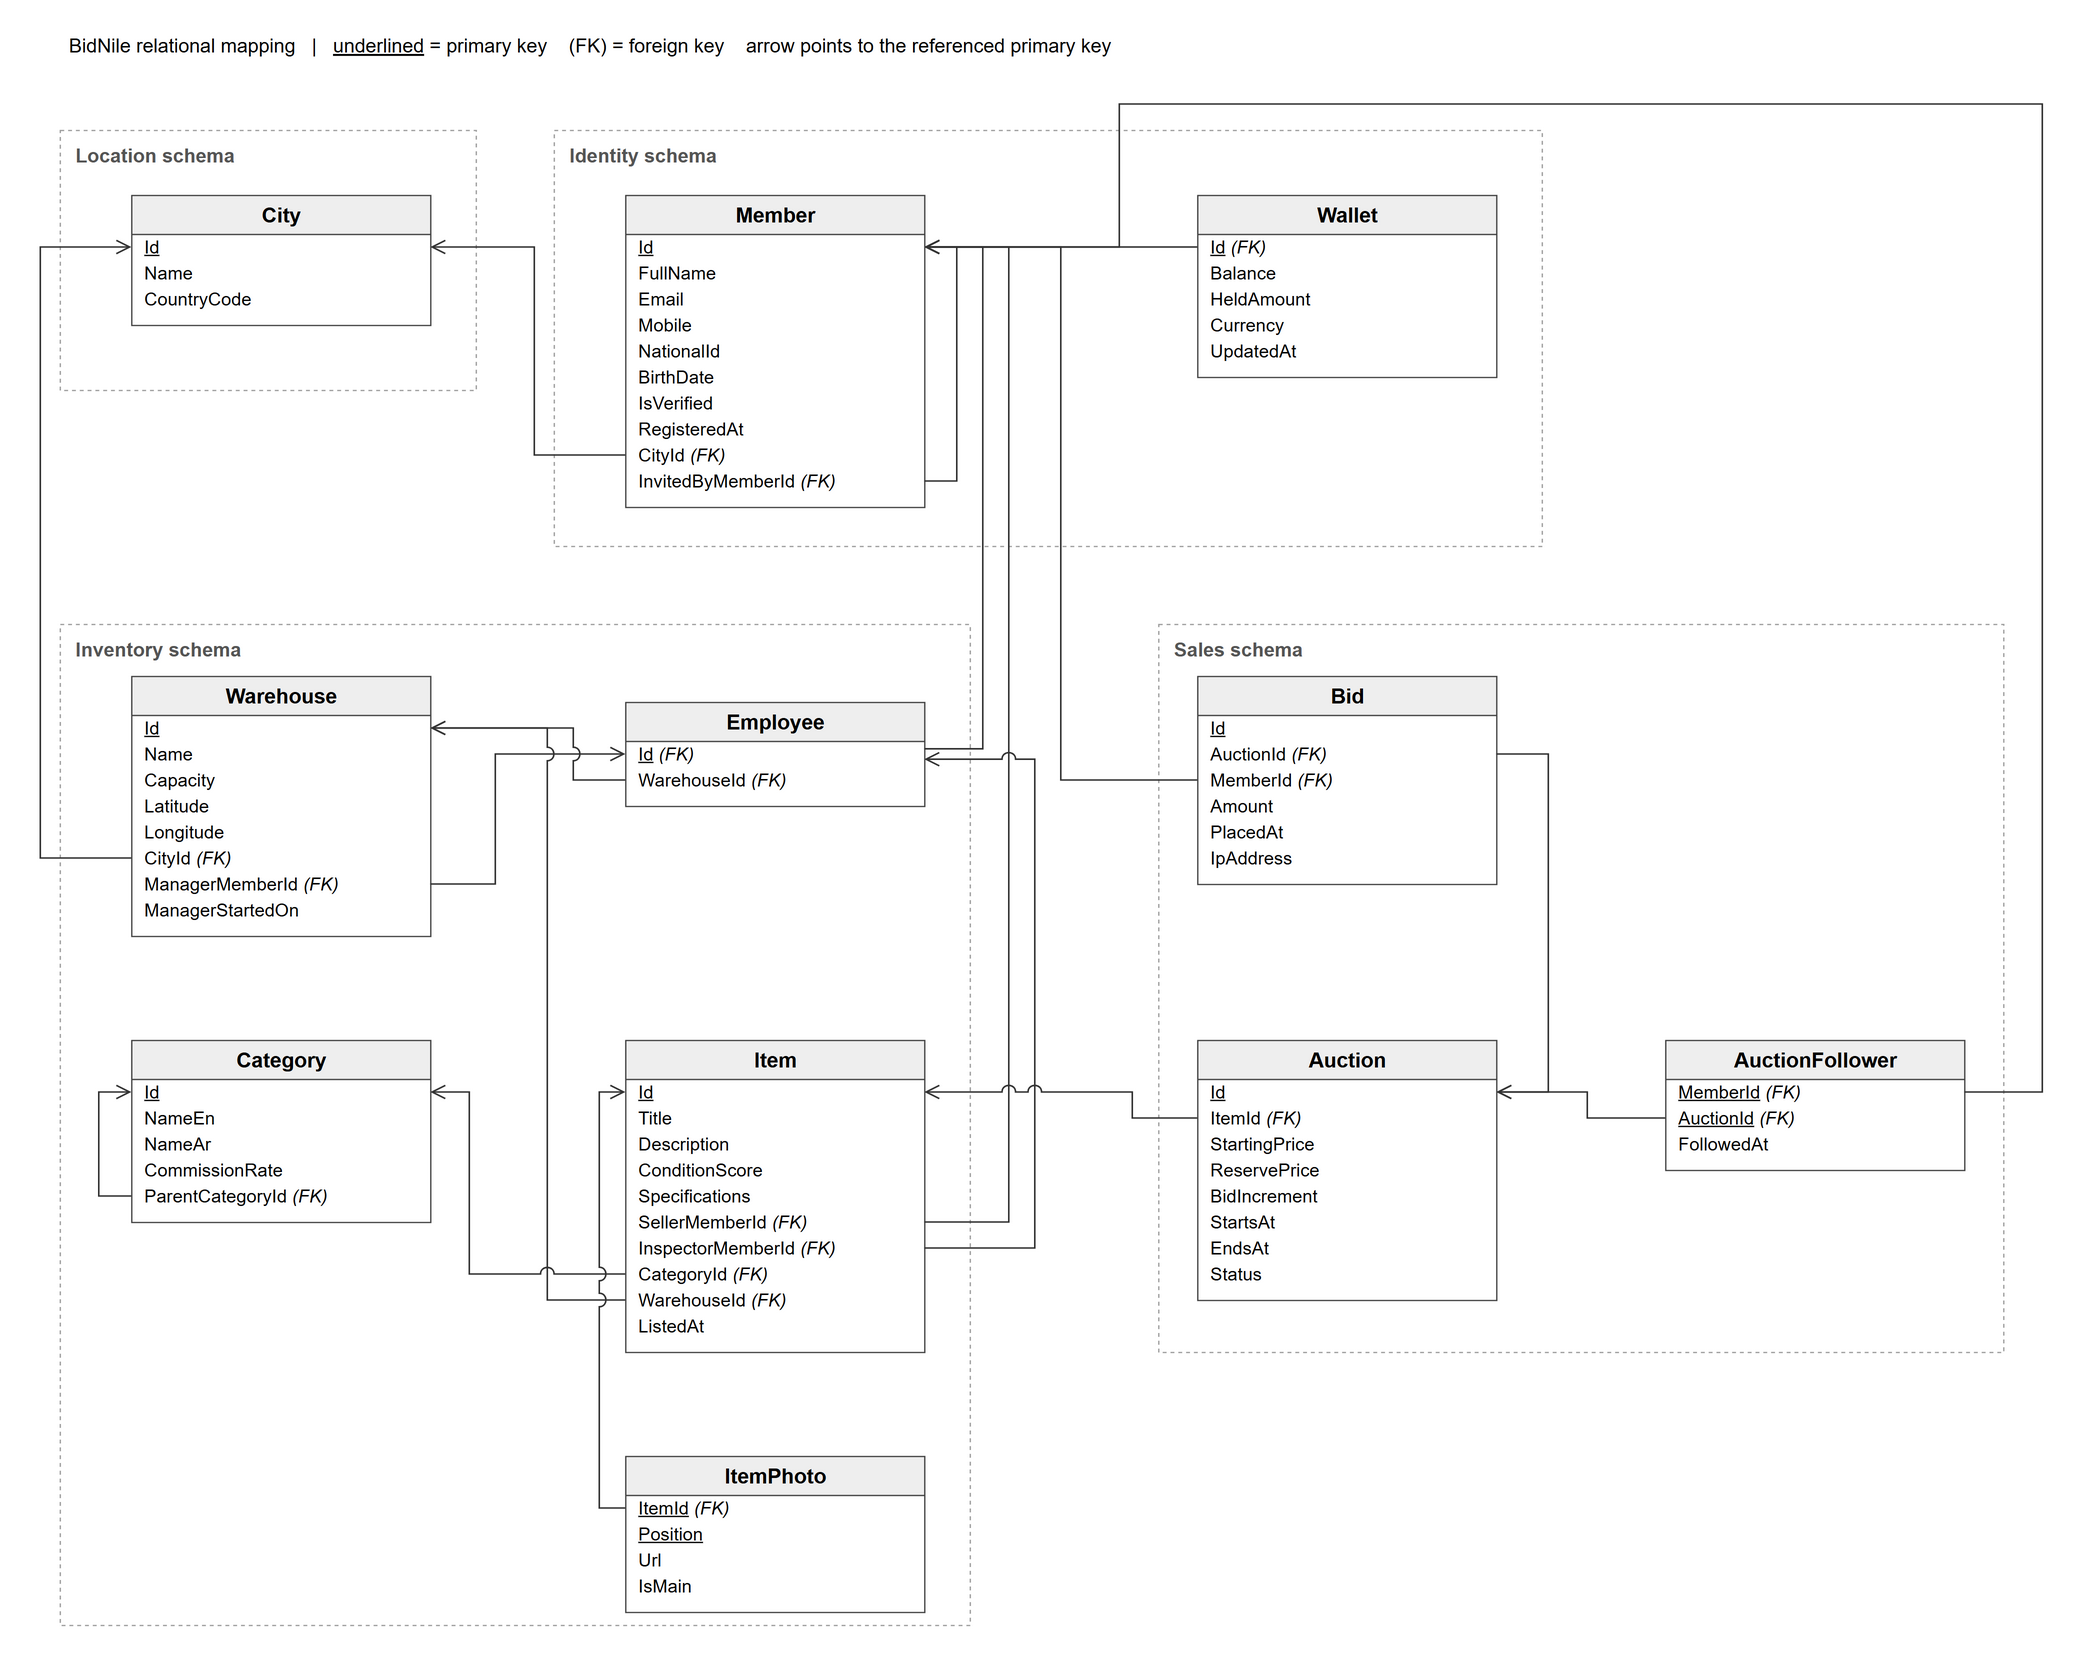 BidNile relational mapping | underlined = primary key (FK) = foreign key arrow points to the referenced primary key
Location schema
City
Id
Name
CountryCode
Identity schema
Member
Id
FullName
Email
Mobile
NationalId
BirthDate
IsVerified
RegisteredAt
CityId (FK)
InvitedByMemberId (FK)
Wallet
Id (FK)
Balance
HeldAmount
Currency
UpdatedAt
Inventory schema
Warehouse
Id
Name
Capacity
Latitude
Longitude
CityId (FK)
ManagerMemberId (FK)
ManagerStartedOn
Employee
Id (FK)
WarehouseId (FK)
Category
Id
NameEn
NameAr
CommissionRate
ParentCategoryId (FK)
Item
Id
Title
Description
ConditionScore
Specifications
SellerMemberId (FK)
InspectorMemberId (FK)
CategoryId (FK)
WarehouseId (FK)
ListedAt
ItemPhoto
ItemId (FK)
Position
Url
IsMain
Sales schema
Bid
Id
AuctionId (FK)
MemberId (FK)
Amount
PlacedAt
IpAddress
Auction
Id
ItemId (FK)
StartingPrice
ReservePrice
BidIncrement
StartsAt
EndsAt
Status
AuctionFollower
MemberId (FK)
AuctionId (FK)
FollowedAt